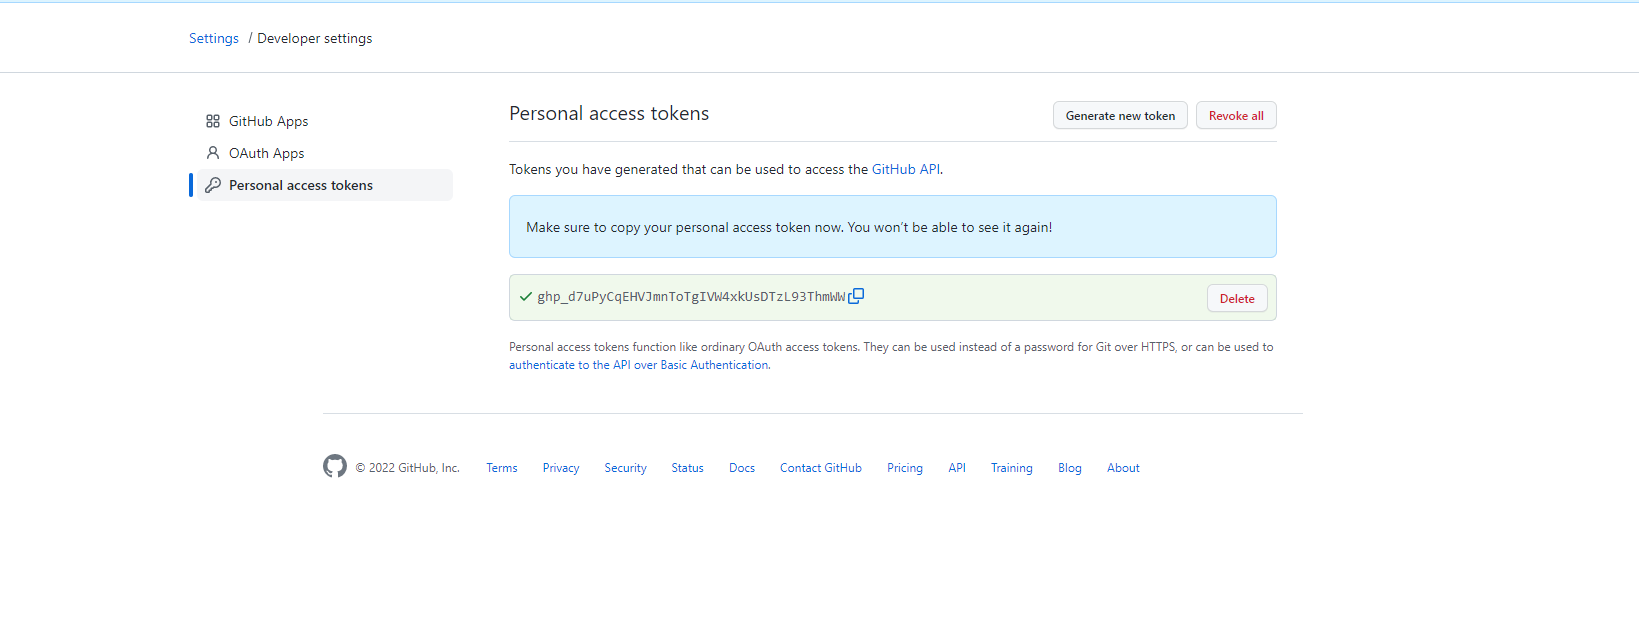 Settings / Developer settings
GitHub Apps
OAuth Apps
Personal access tokens
Personal access tokens
Generate new token
Revoke all
Tokens you have generated that can be used to access the GitHub API.
Make sure to copy your personal access token now. You won't be able to see it again!
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
Delete
Personal access tokens function like ordinary OAuth access tokens. They can be used instead of a password for Git over HTTPS, or can be used to
authenticate to the API over Basic Authentication.
© 2022 GitHub, Inc. Terms Privacy Security Status Docs Contact GitHub Pricing API Training Blog About